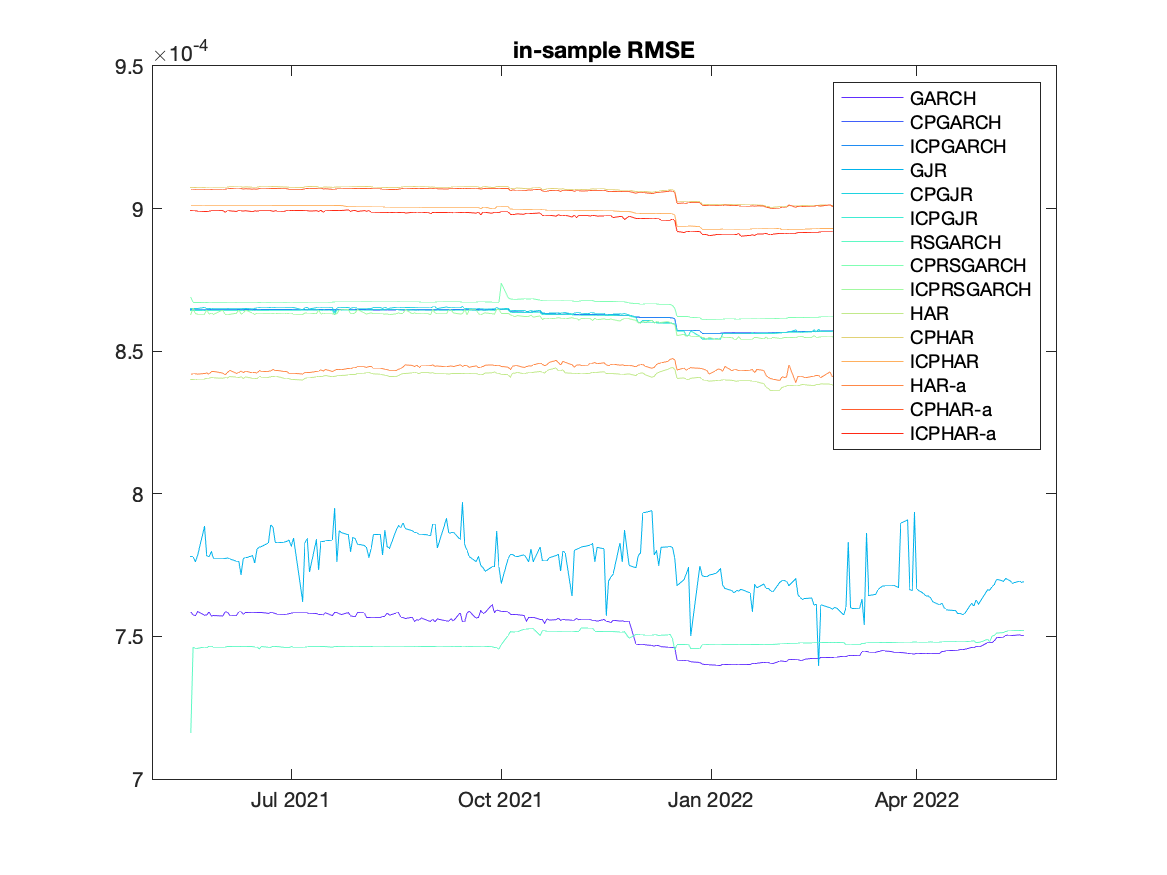 in-sample RMSE
×10-4
9.5
9
8.5
8
7.5
7
Jul 2021 Oct 2021 Jan 2022 Apr 2022
GARCH
CPGARCH
ICPGARCH
GJR
CPGJR
ICPGJR
RSGARCH
CPRSGARCH
ICPRSGARCH
HAR
CPHAR
ICPHAR
HAR-a
CPHAR-a
ICPHAR-a